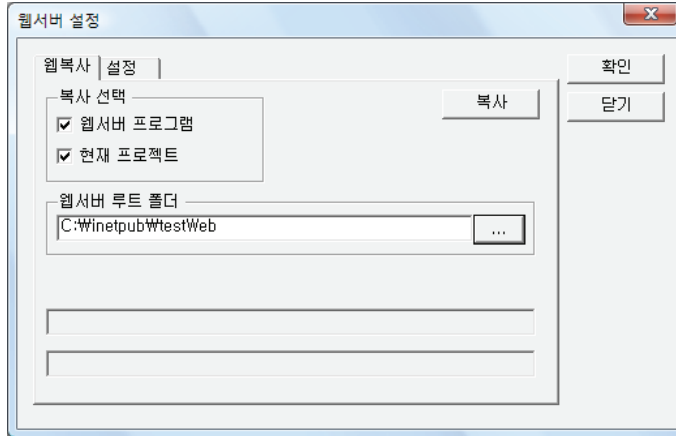 웹서버 설정
x
웹복사
설정
확인
복사 선택
복사
닫기
웹서버 프로그램
현재 프로젝트
웹서버 루트 폴더
C:₩inetpub₩testWeb
...